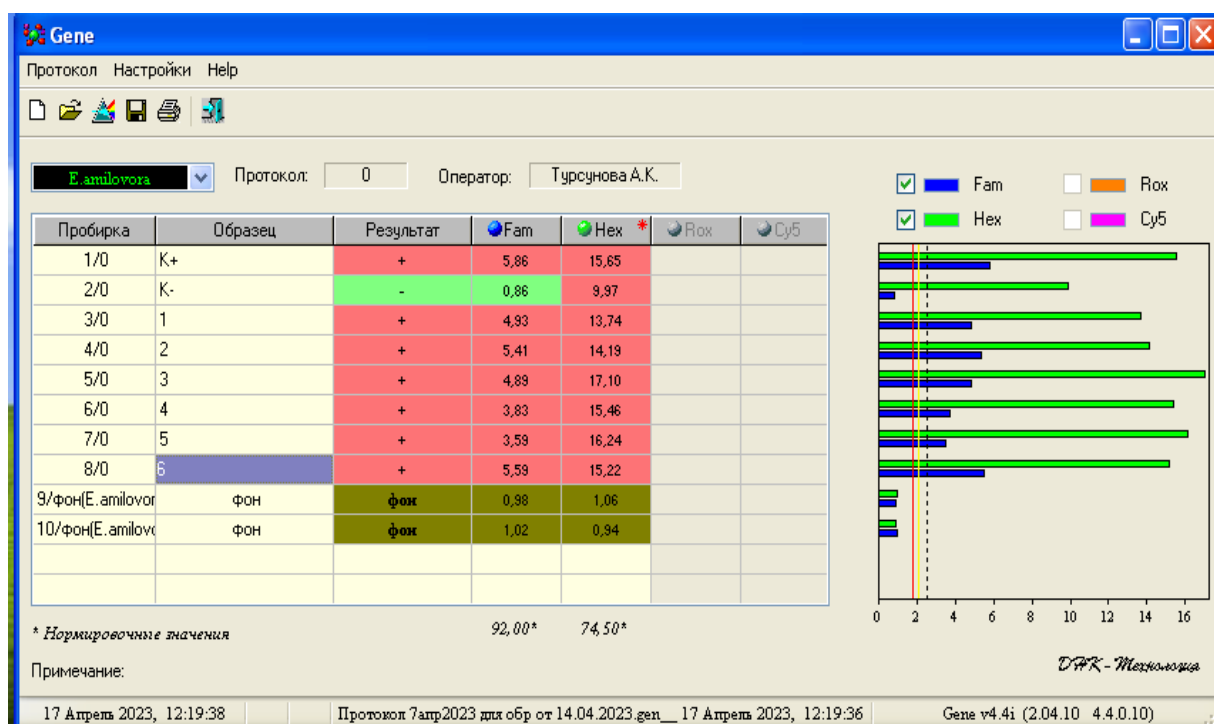 Gene
Протокол Настройки Help
E.amilovora Протокол: 0 Оператор: Турсунова А.К.
Fam Rox
Hex Cy5
Пробирка Образец Результат Fam Hex * Rox Cy5
1/0 K+ + 5,86 15,65
2/0 K- - 0,86 9,97
3/0 1 + 4,93 13,74
4/0 2 + 5,41 14,19
5/0 3 + 4,89 17,10
6/0 4 + 3,83 15,46
7/0 5 + 3,59 16,24
8/0 6 + 5,59 15,22
9/фон(E.amilovor фон фон 0,98 1,06
10/фон(E.amilovo фон фон 1,02 0,94
0 2 4 6 8 10 12 14 16
* Нормировочные значения 92,00* 74,50*
ДНК-Технология
Примечание:
17 Апрель 2023, 12:19:38 Протокол 7апр2023 для обр от 14.04.2023.gen__ 17 Апрель 2023, 12:19:36 Gene v4.4i (2.04.10 4.4.0.10)